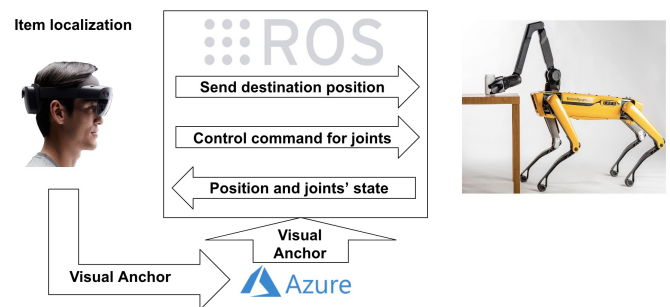 Item localization
ROS
Send destination position
Control command for joints
Position and joints' state
Visual
Anchor
Visual Anchor
Azure